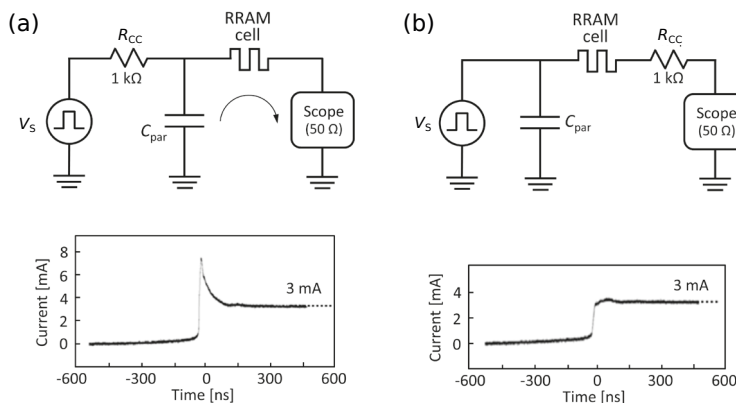 (a)
R_CC
1 kΩ
RRAM
cell
V_S
C_par
Scope
(50 Ω)
Current [mA]
8
6
4
2
0
3 mA
-600
-300
0
300
600
Time [ns]
(b)
RRAM
cell
R_CC
1 kΩ
V_S
C_par
Scope
(50 Ω)
Current [mA]
4
2
0
3 mA
-600
-300
0
300
600
Time [ns]